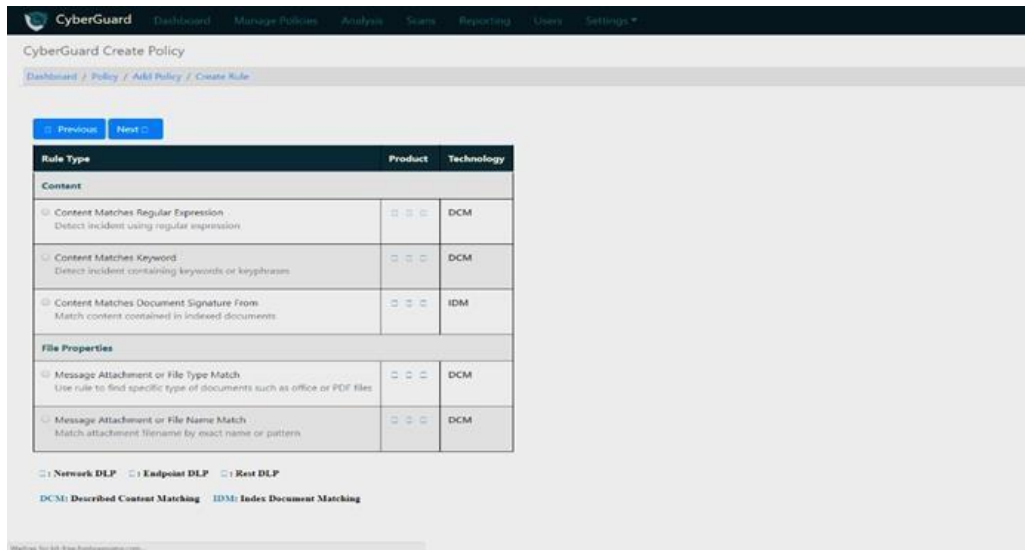 CyberGuard Dashboard Manage Policies Analysis Scans Reporting Users Settings
CyberGuard Create Policy
Dashboard / Policy / Add Policy / Create Rule
Previous Next
Rule Type Product Technology
Content
Content Matches Regular Expression DCM
Detect incident using regular expression
Content Matches Keyword DCM
Detect incident containing keywords or keyphrases
Content Matches Document Signature From IDM
Match content contained in indexed documents
File Properties
Message Attachment or File Type Match DCM
Use rule to find specific type of documents such as office or PDF files
Message Attachment or File Name Match DCM
Match attachment filename by exact name or pattern
: Network DLP : Endpoint DLP : Rest DLP
DCM: Described Content Matching IDM: Index Document Matching